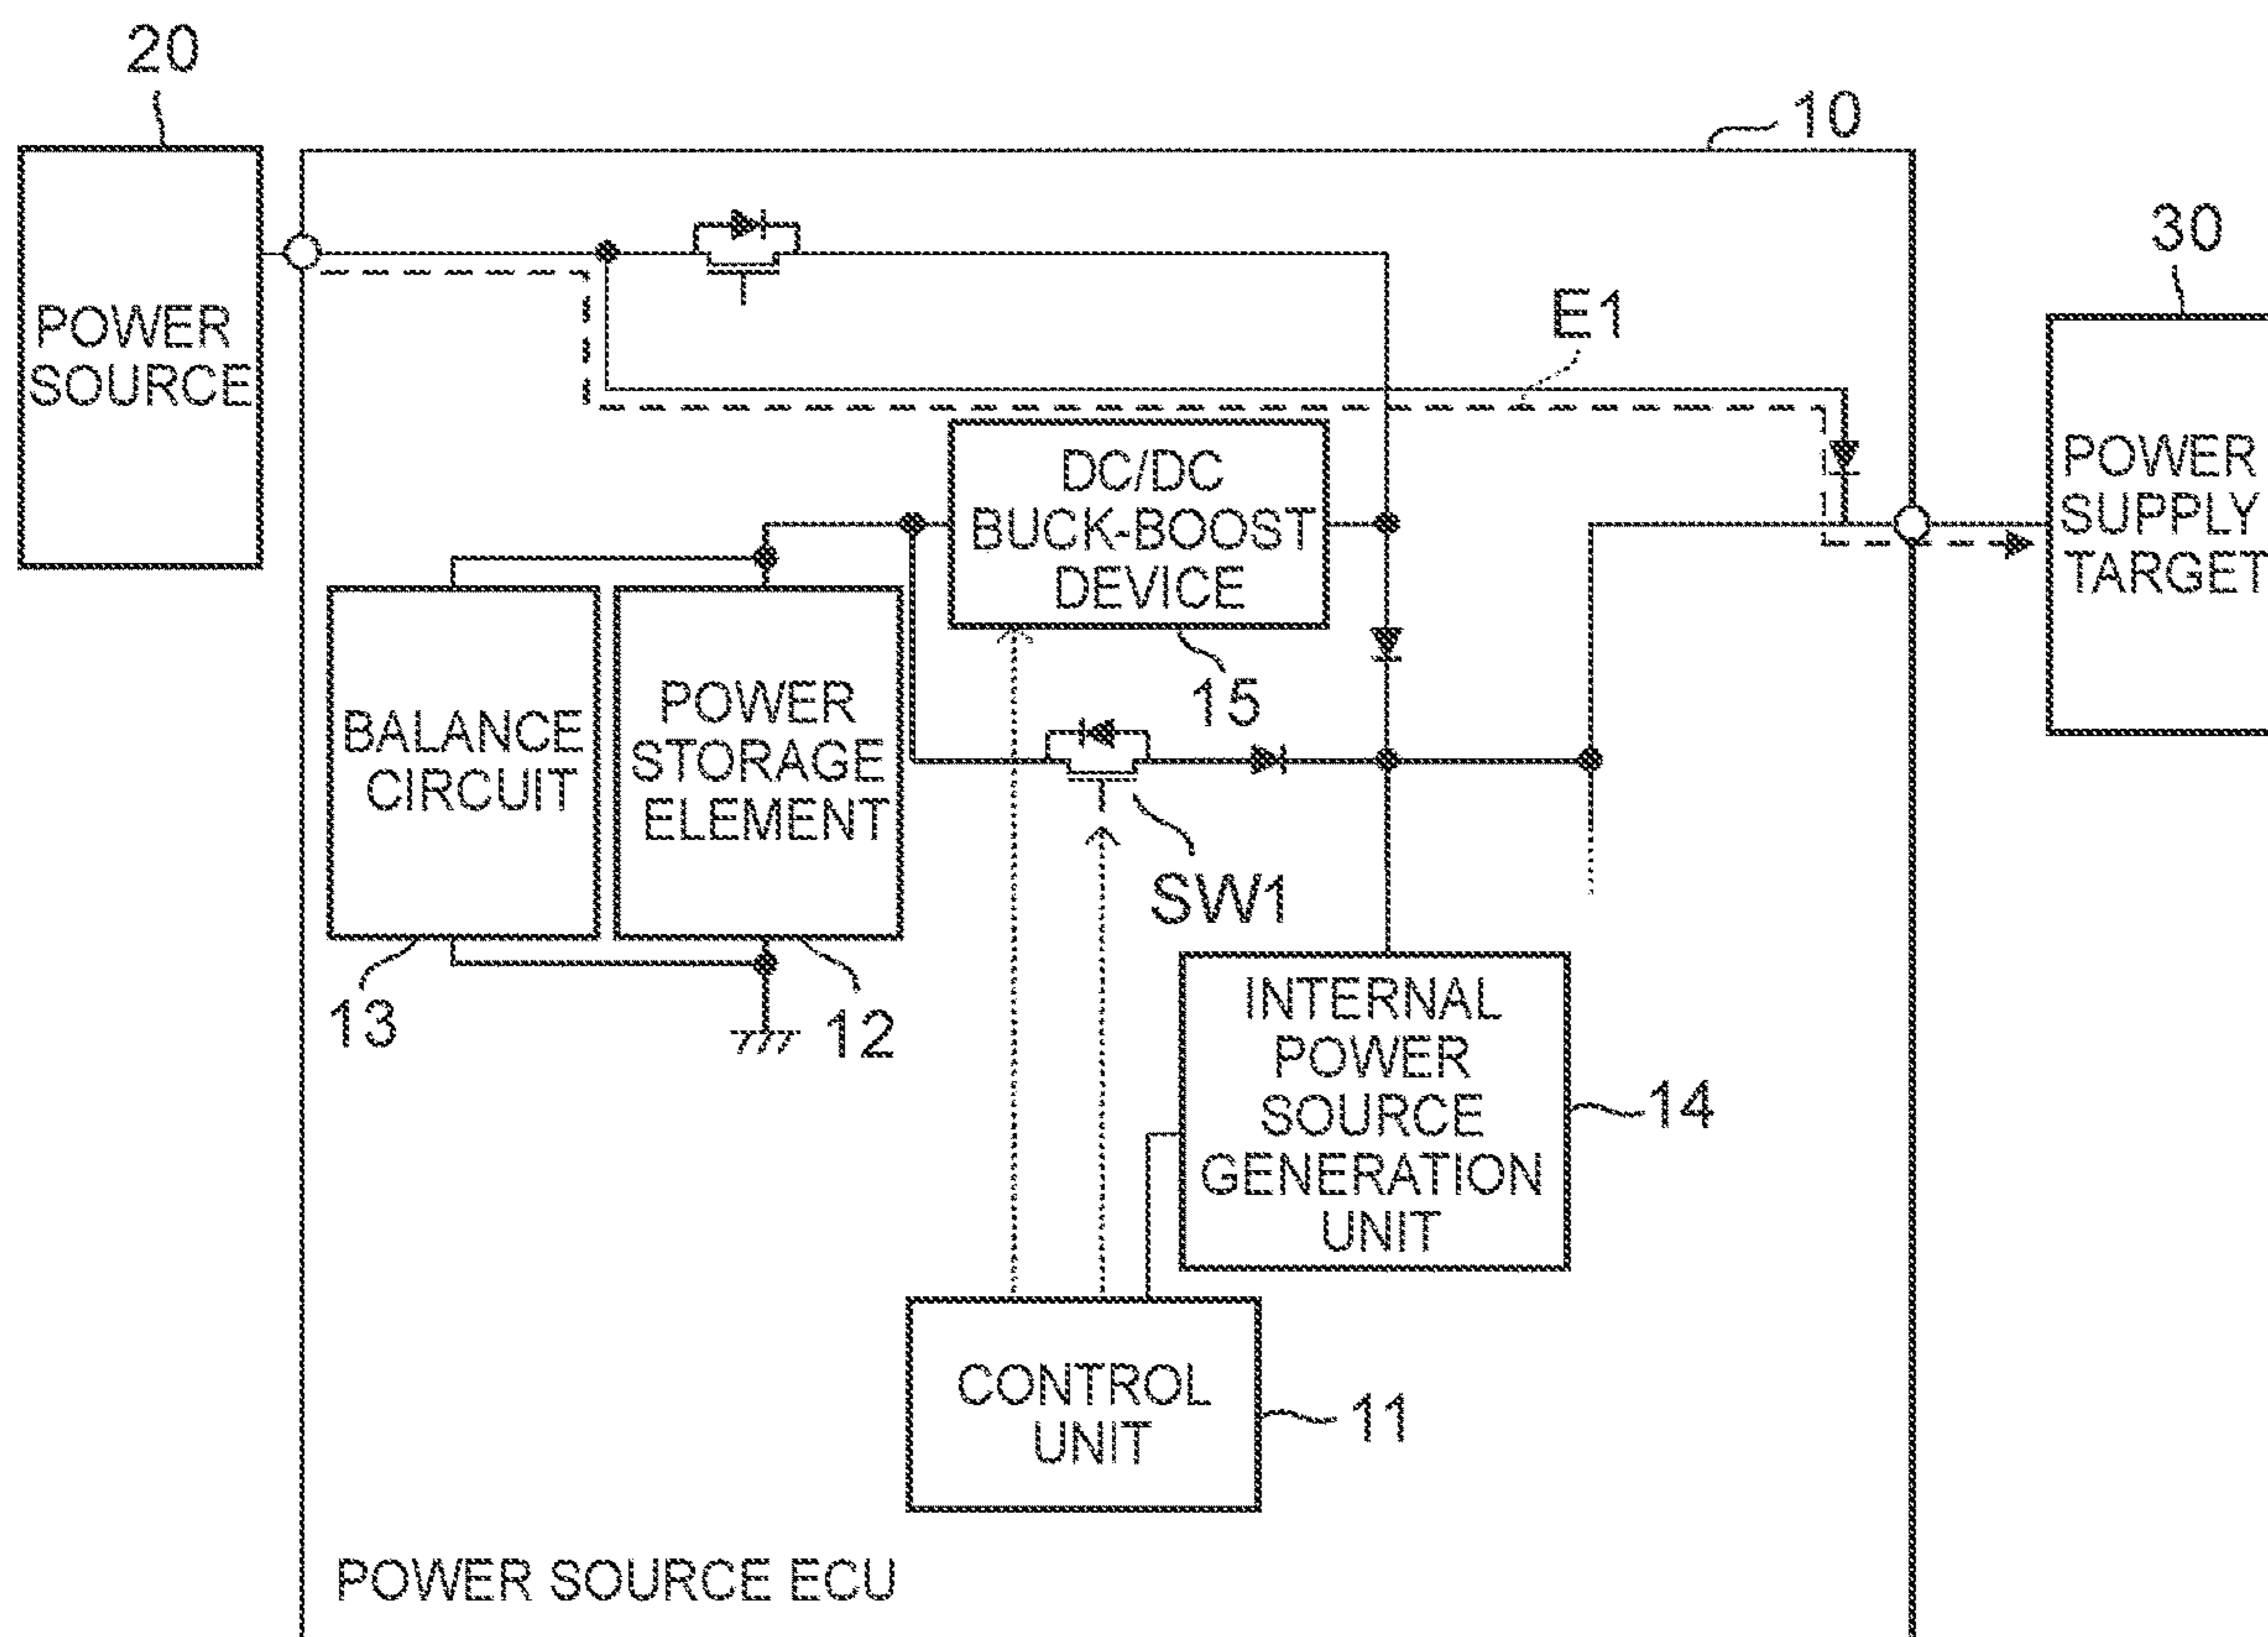 20
10
30
POWER
SOURCE
E1
DC/DC
BUCK-BOOST
DEVICE
POWER
SUPPLY
TARGET
15
BALANCE
CIRCUIT
POWER
STORAGE
ELEMENT
SW1
13
12
INTERNAL
POWER
SOURCE
GENERATION
UNIT
14
CONTROL
UNIT
11
POWER SOURCE ECU